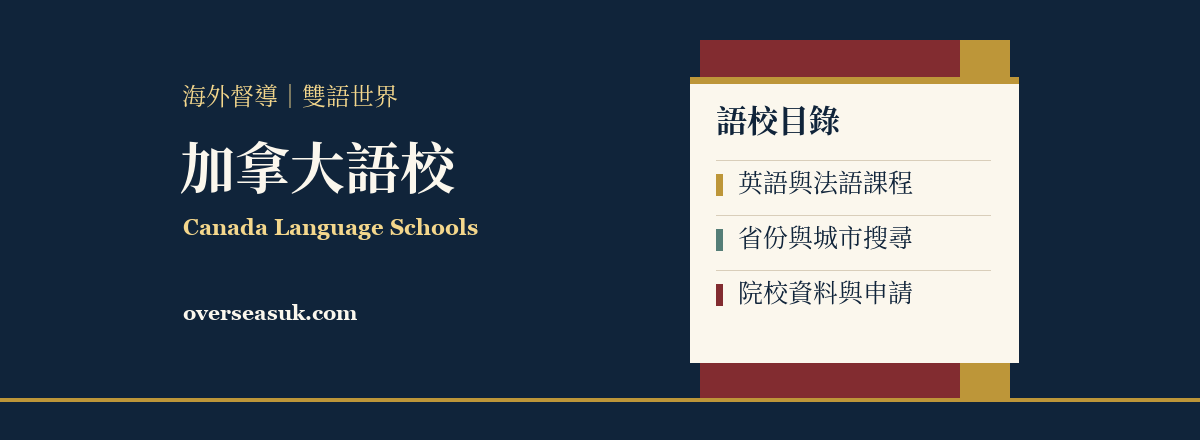 海外督導｜雙語世界
加拿大語校
Canada Language Schools
overseasuk.com
語校目錄
英語與法語課程
省份與城市搜尋
院校資料與申請